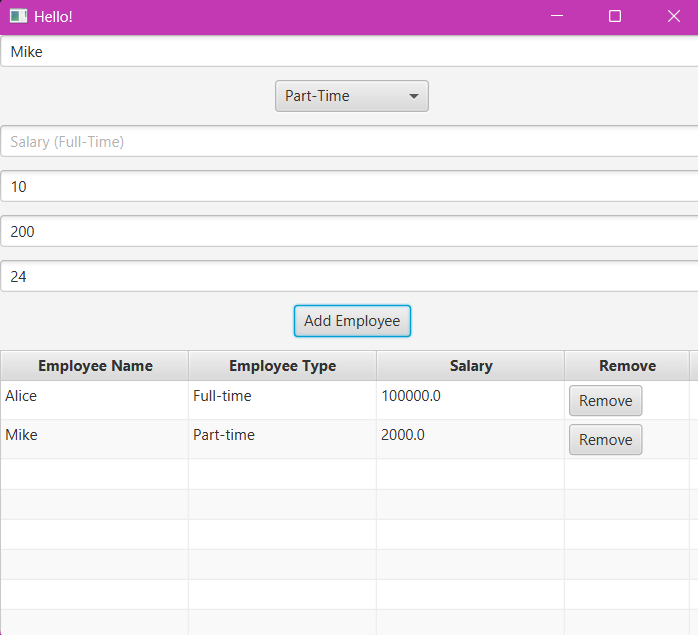 Hello!
Mike
Part-Time
Salary (Full-Time)
10
200
24
Add Employee
Employee Name Employee Type Salary Remove
Alice Full-time 100000.0 Remove
Mike Part-time 2000.0 Remove